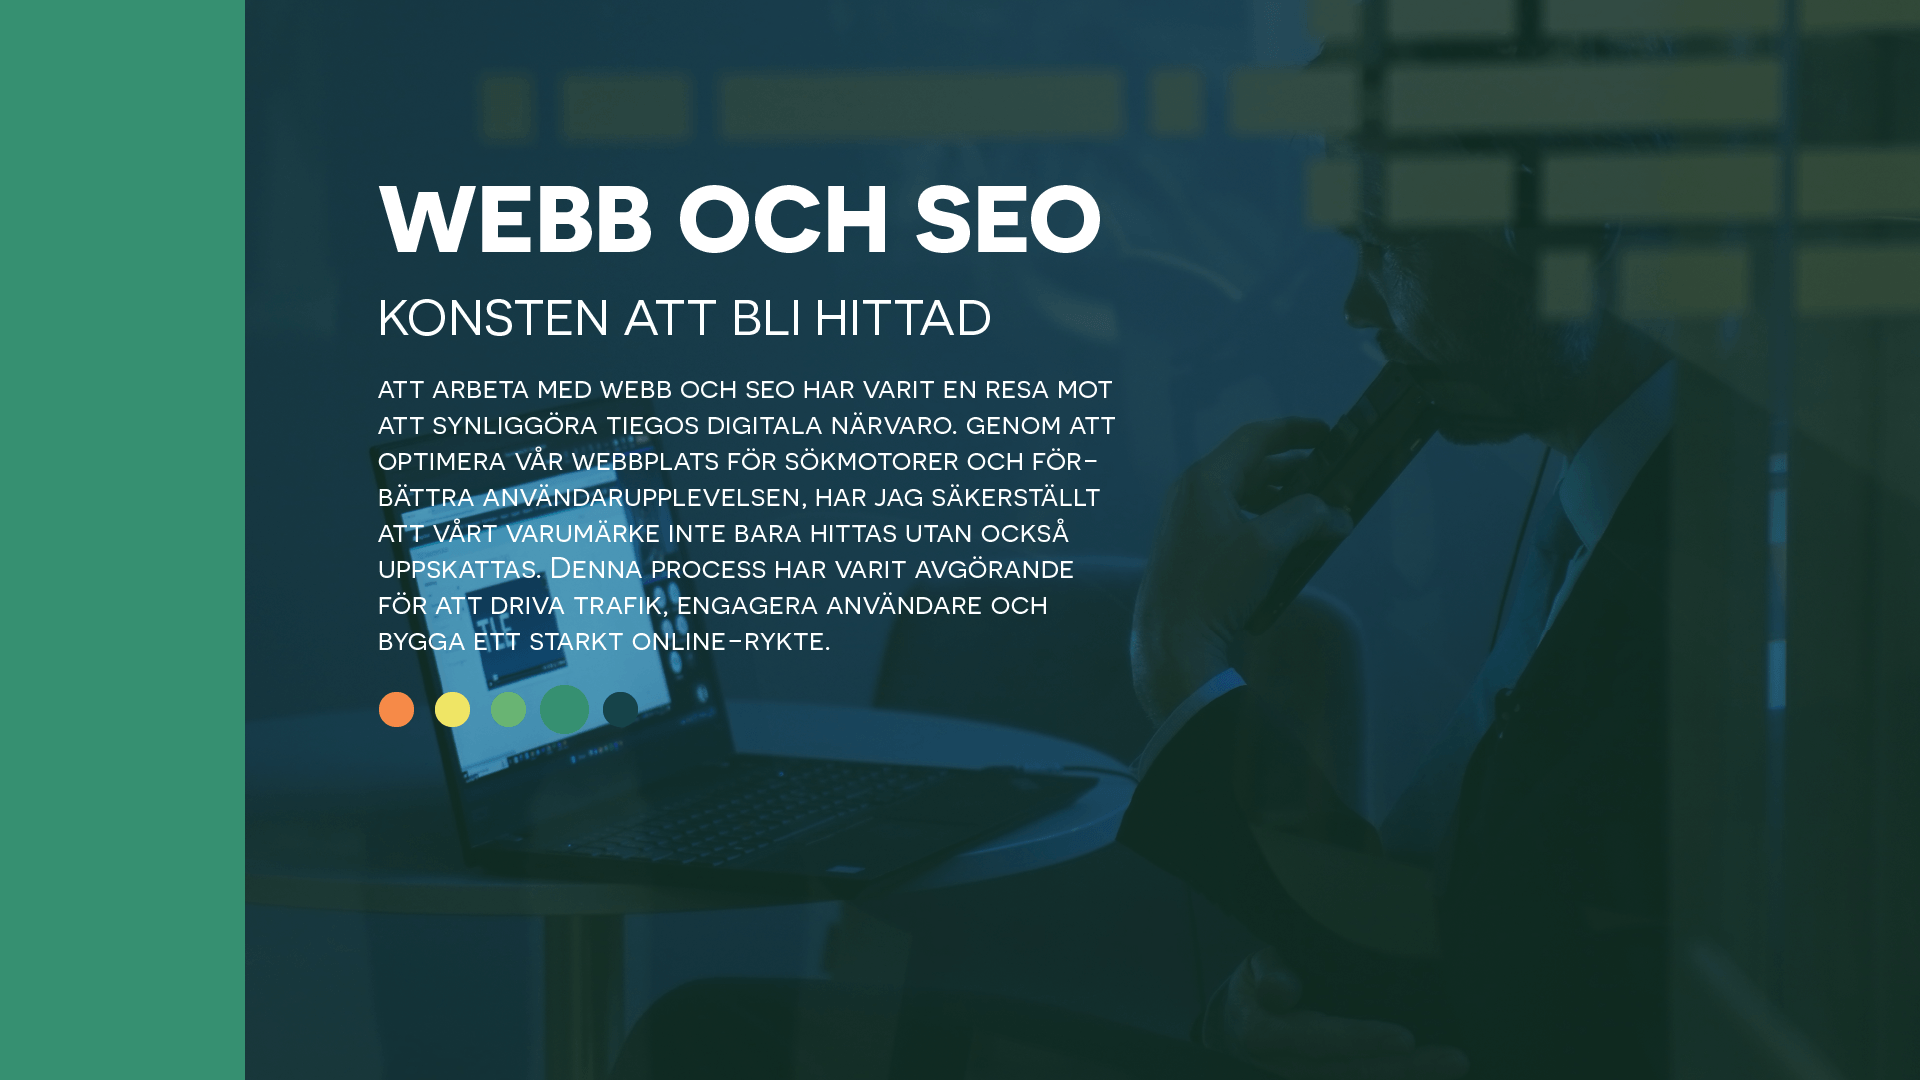 WEBB OCH SEO
KONSTEN ATT BLI HITTAD
ATT ARBETA MED WEBB OCH SEO HAR VARIT EN RESA MOT
ATT SYNLIGGÖRA TIEGOS DIGITALA NÄRVARO. GENOM ATT
OPTIMERA VÅR WEBBPLATS FÖR SÖKMOTORER OCH FÖR-
BÄTTRA ANVÄNDARUPPLEVELSEN, HAR JAG SÄKERSTÄLLT
ATT VÅRT VARUMÄRKE INTE BARA HITTAS UTAN OCKSÅ
UPPSKATTAS. DENNA PROCESS HAR VARIT AVGÖRANDE
FÖR ATT DRIVA TRAFIK, ENGAGERA ANVÄNDARE OCH
BYGGA ETT STARKT ONLINE-RYKTE.